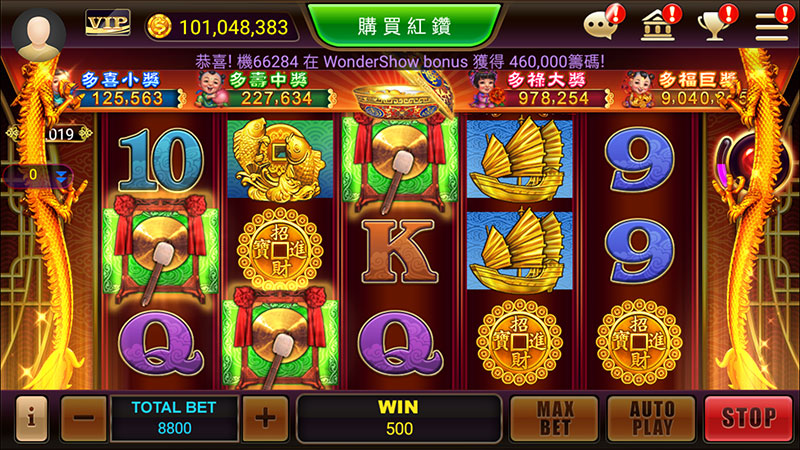 VIP
101,048,383
購買紅鑽
恭喜! 機66284 在 WonderShow bonus 獲得 460,000籌碼!
多喜小獎
125,563
多壽中獎
227,634
多祿大獎
978,254
多福巨獎
019
0
10
9
招財進寶
K
9
Q
Q
招財進寶
招財進寶
i
TOTAL BET
8800
WIN
500
MAX BET
AUTO PLAY
STOP